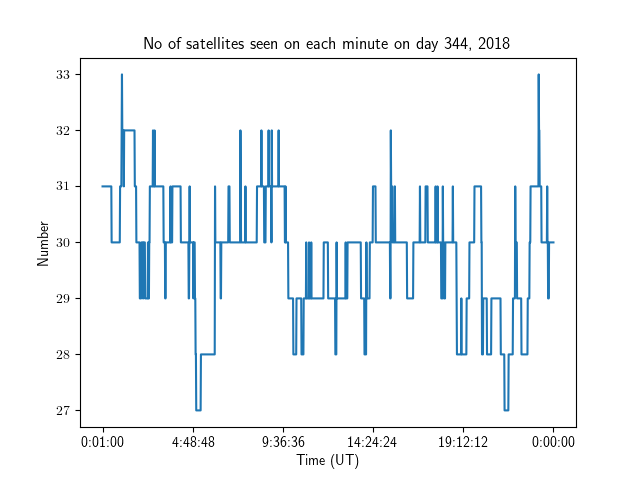 No of satellites seen on each minute on day 344, 2018
33
32
31
30
29
28
27
Number
0:01:00 4:48:48 9:36:36 14:24:24 19:12:12 0:00:00
Time (UT)